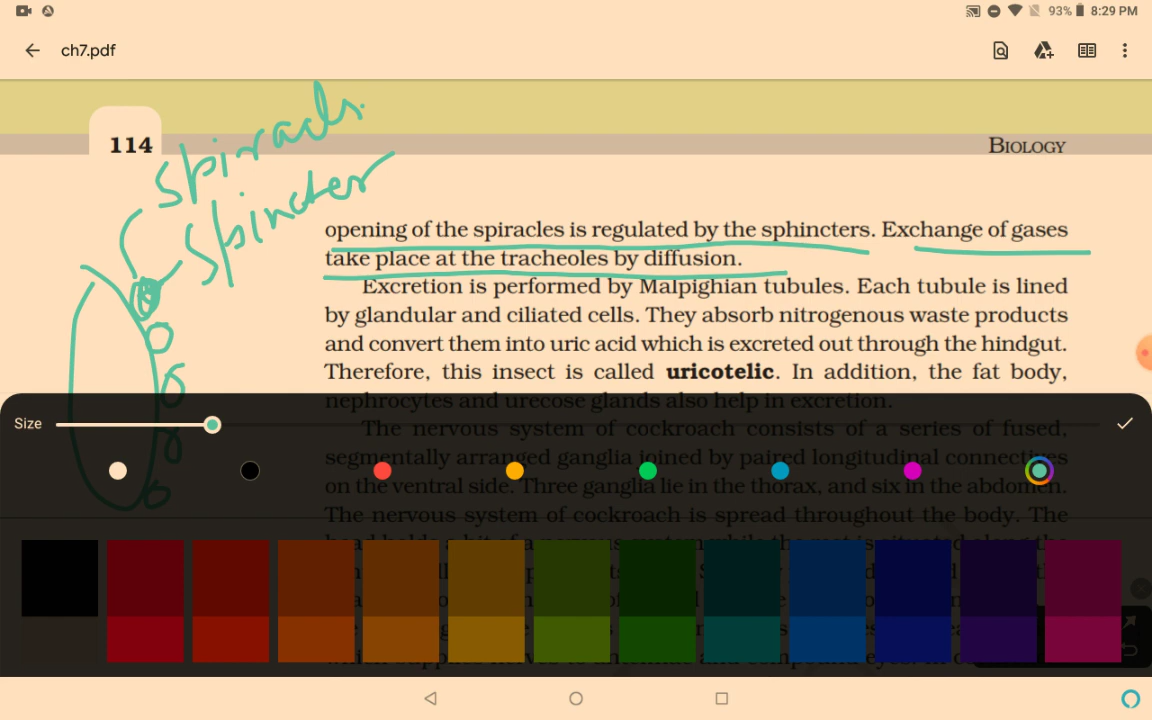 93% 8:29 PM
ch7.pdf
114
BIOLOGY
spiracls.
spincter
opening of the spiracles is regulated by the sphincters. Exchange of gases
take place at the tracheoles by diffusion.
Excretion is performed by Malpighian tubules. Each tubule is lined
by glandular and ciliated cells. They absorb nitrogenous waste products
and convert them into uric acid which is excreted out through the hindgut.
Therefore, this insect is called uricotelic. In addition, the fat body,
nephrocytes and urecose glands also help in excretion.
Size
The nervous system of cockroach consists of a series of fused,
segmentally arranged ganglia joined by paired longitudinal connectives
on the ventral side. Three ganglia lie in the thorax, and six in the abdomen.
The nervous system of cockroach is spread throughout the body. The